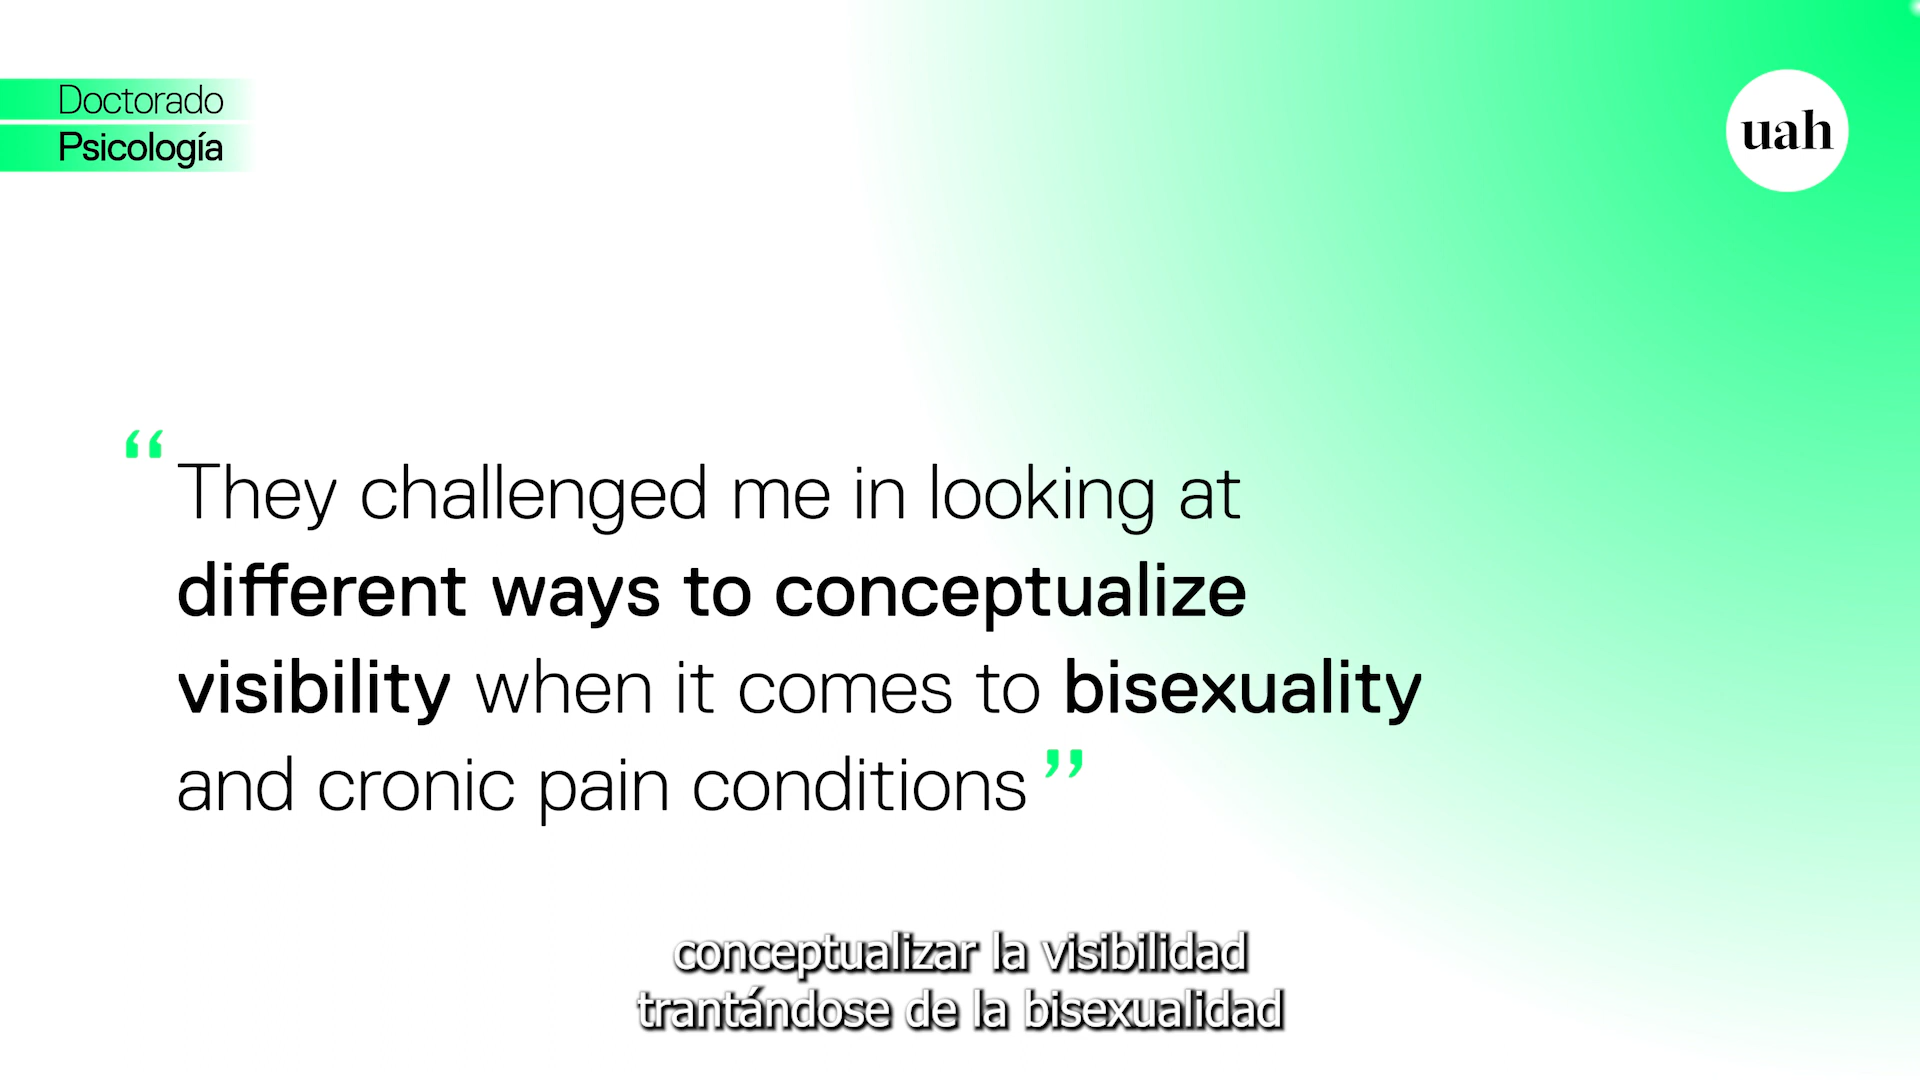 Doctorado
Psicología
uah
“They challenged me in looking at
different ways to conceptualize
visibility when it comes to bisexuality
and cronic pain conditions”
conceptualizar la visibilidad
trantándose de la bisexualidad